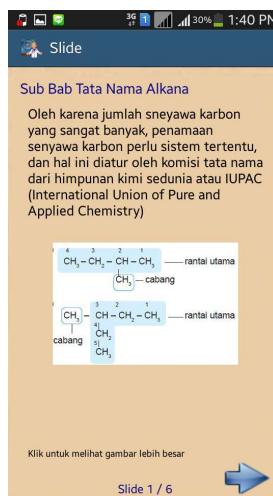 3G 1 30% 1:40 PM
Slide
Sub Bab Tata Nama Alkana
Oleh karena jumlah sneyawa karbon
yang sangat banyak, penamaan
senyawa karbon perlu sistem tertentu,
dan hal ini diatur oleh komisi tata nama
dari himpunan kimi sedunia atau IUPAC
(International Union of Pure and
Applied Chemistry)
4 3 2 1
CH₃ – CH₂ – CH – CH₃ rantai utama
CH₃ cabang
3 2 1
CH₃ – CH – CH₂ – CH₃ rantai utama
4
CH₂
cabang
5
CH₃
Klik untuk melihat gambar lebih besar
Slide 1 / 6